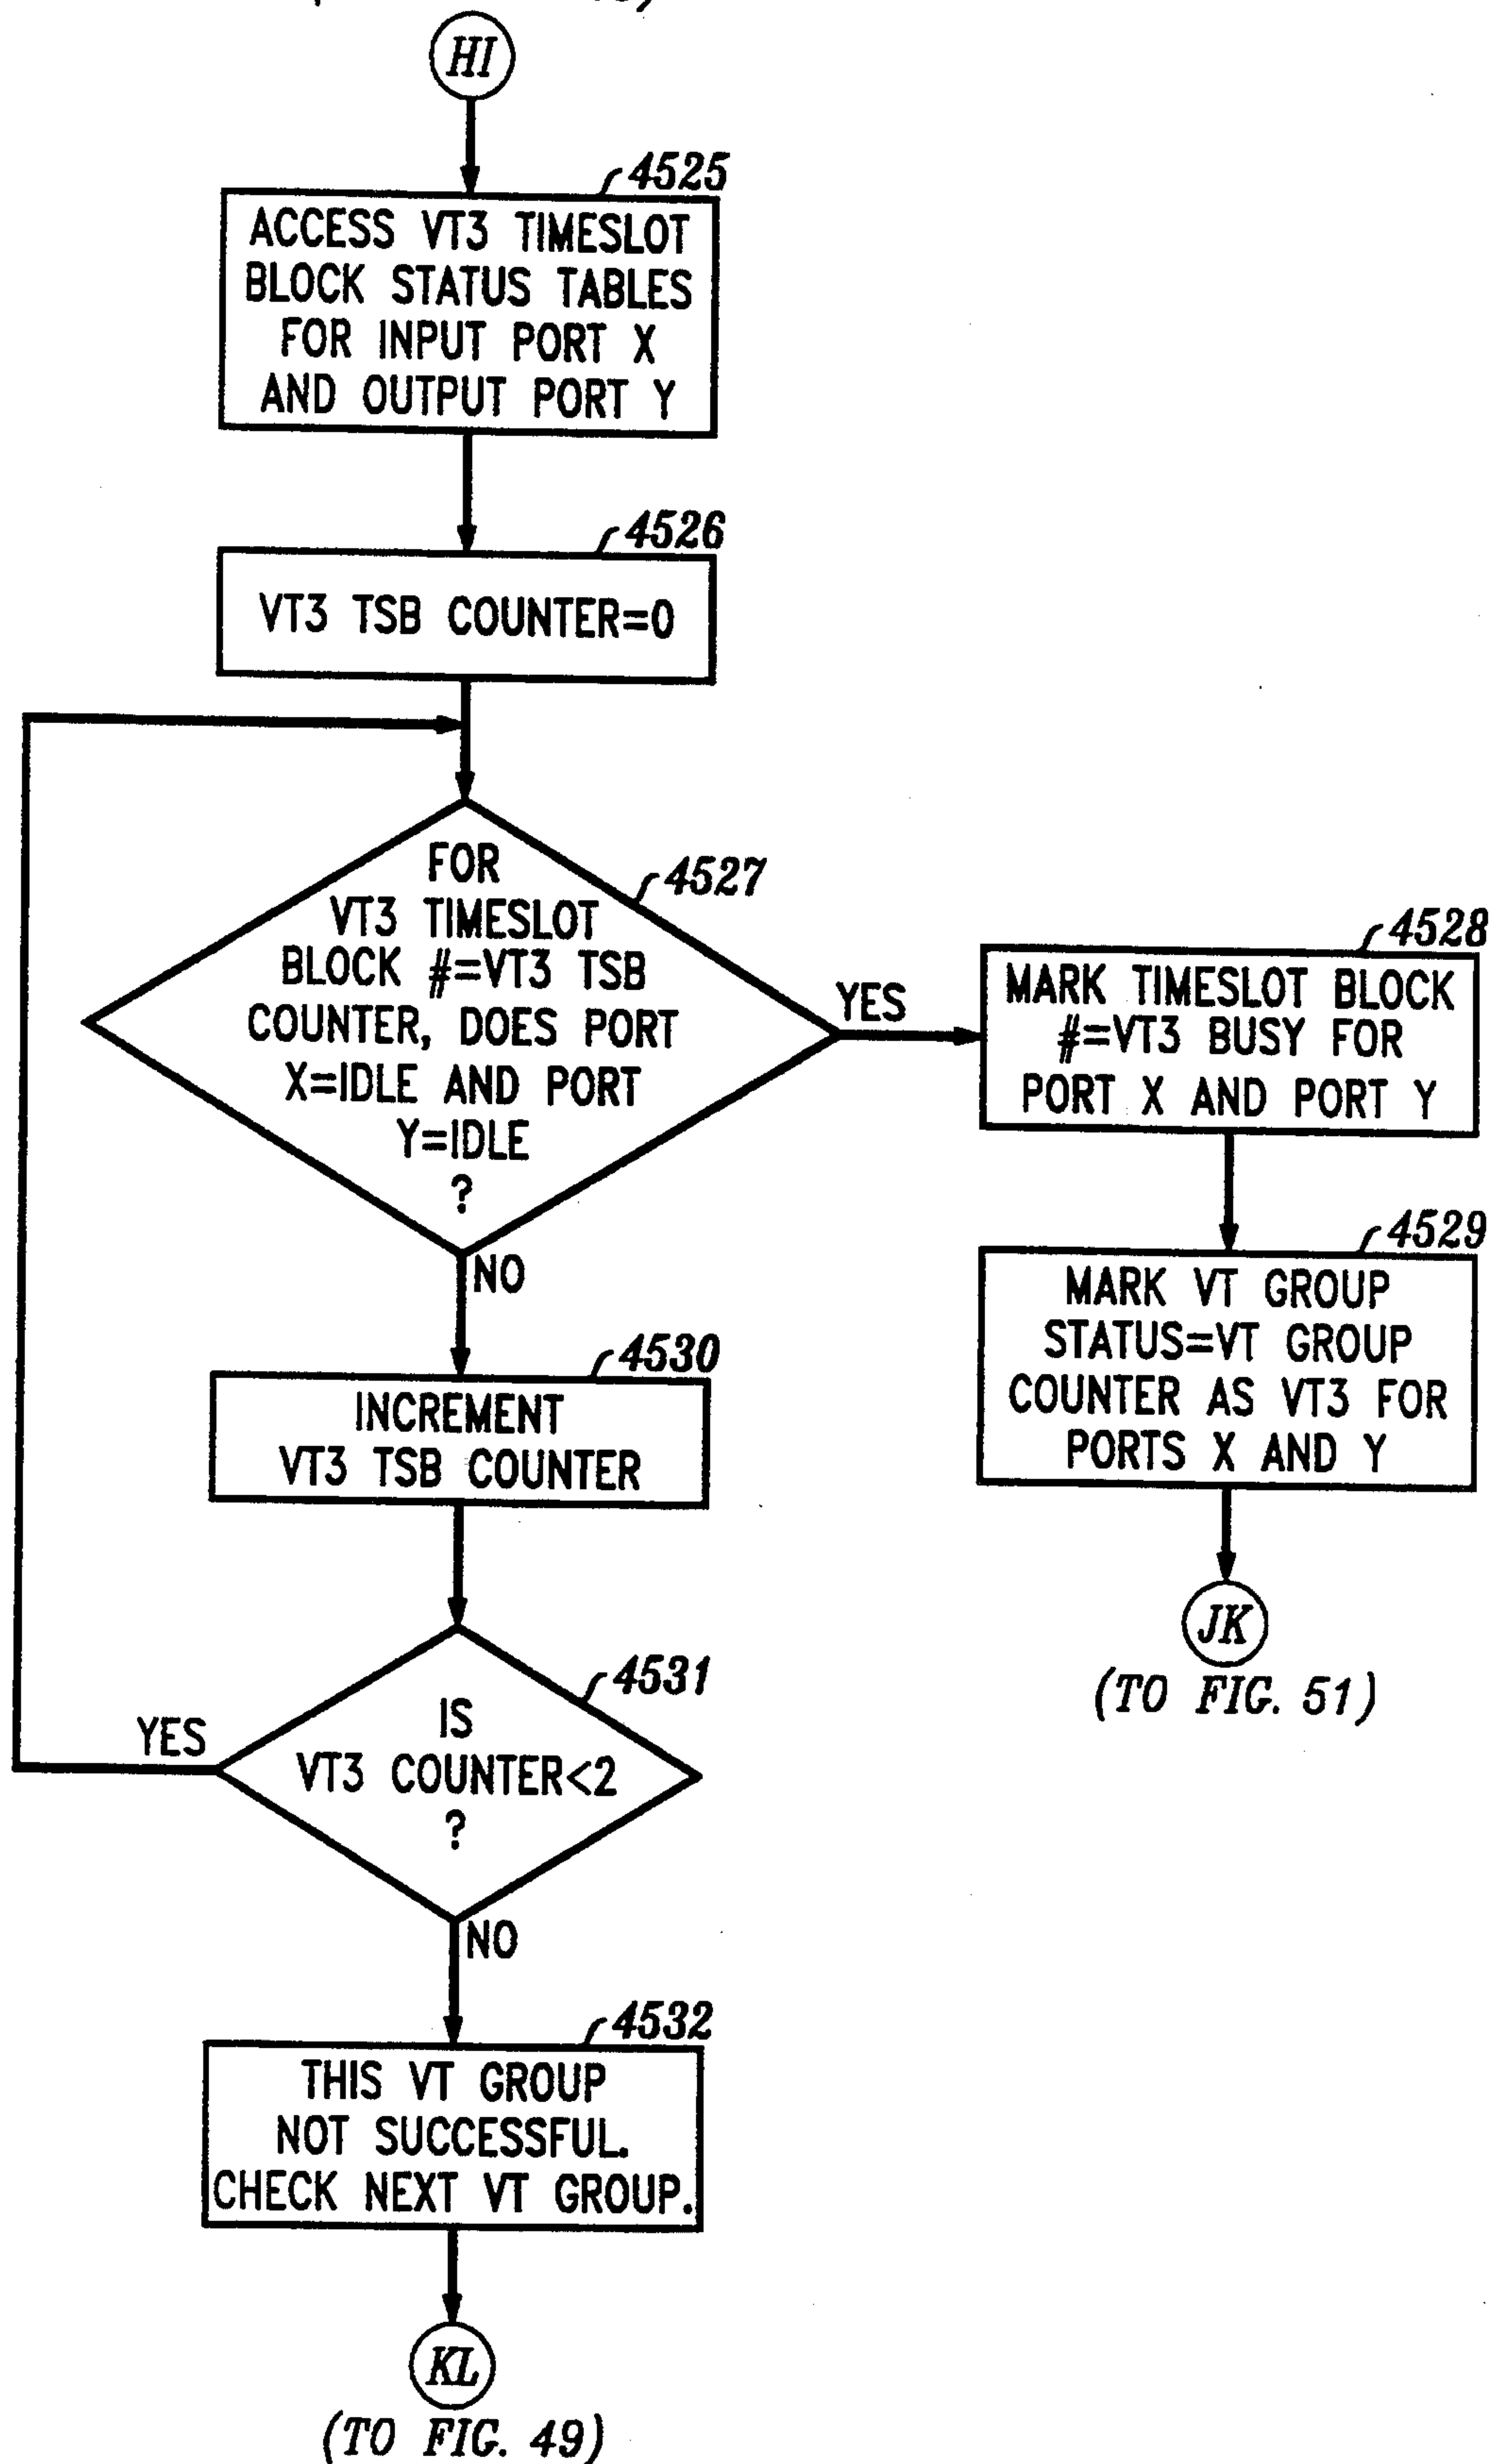 HI
4525
ACCESS VT3 TIMESLOT
BLOCK STATUS TABLES
FOR INPUT PORT X
AND OUTPUT PORT Y
4526
VT3 TSB COUNTER=0
FOR
VT3 TIMESLOT
BLOCK #=VT3 TSB
COUNTER, DOES PORT
X=IDLE AND PORT
Y=IDLE
?
4527
YES
4528
MARK TIMESLOT BLOCK
#=VT3 BUSY FOR
PORT X AND PORT Y
4529
MARK VT GROUP
STATUS=VT GROUP
COUNTER AS VT3 FOR
PORTS X AND Y
JK
(TO FIG. 51)
NO
4530
INCREMENT
VT3 TSB COUNTER
4531
IS
VT3 COUNTER<2
?
YES
NO
4532
THIS VT GROUP
NOT SUCCESSFUL.
CHECK NEXT VT GROUP.
KL
(TO FIG. 49)